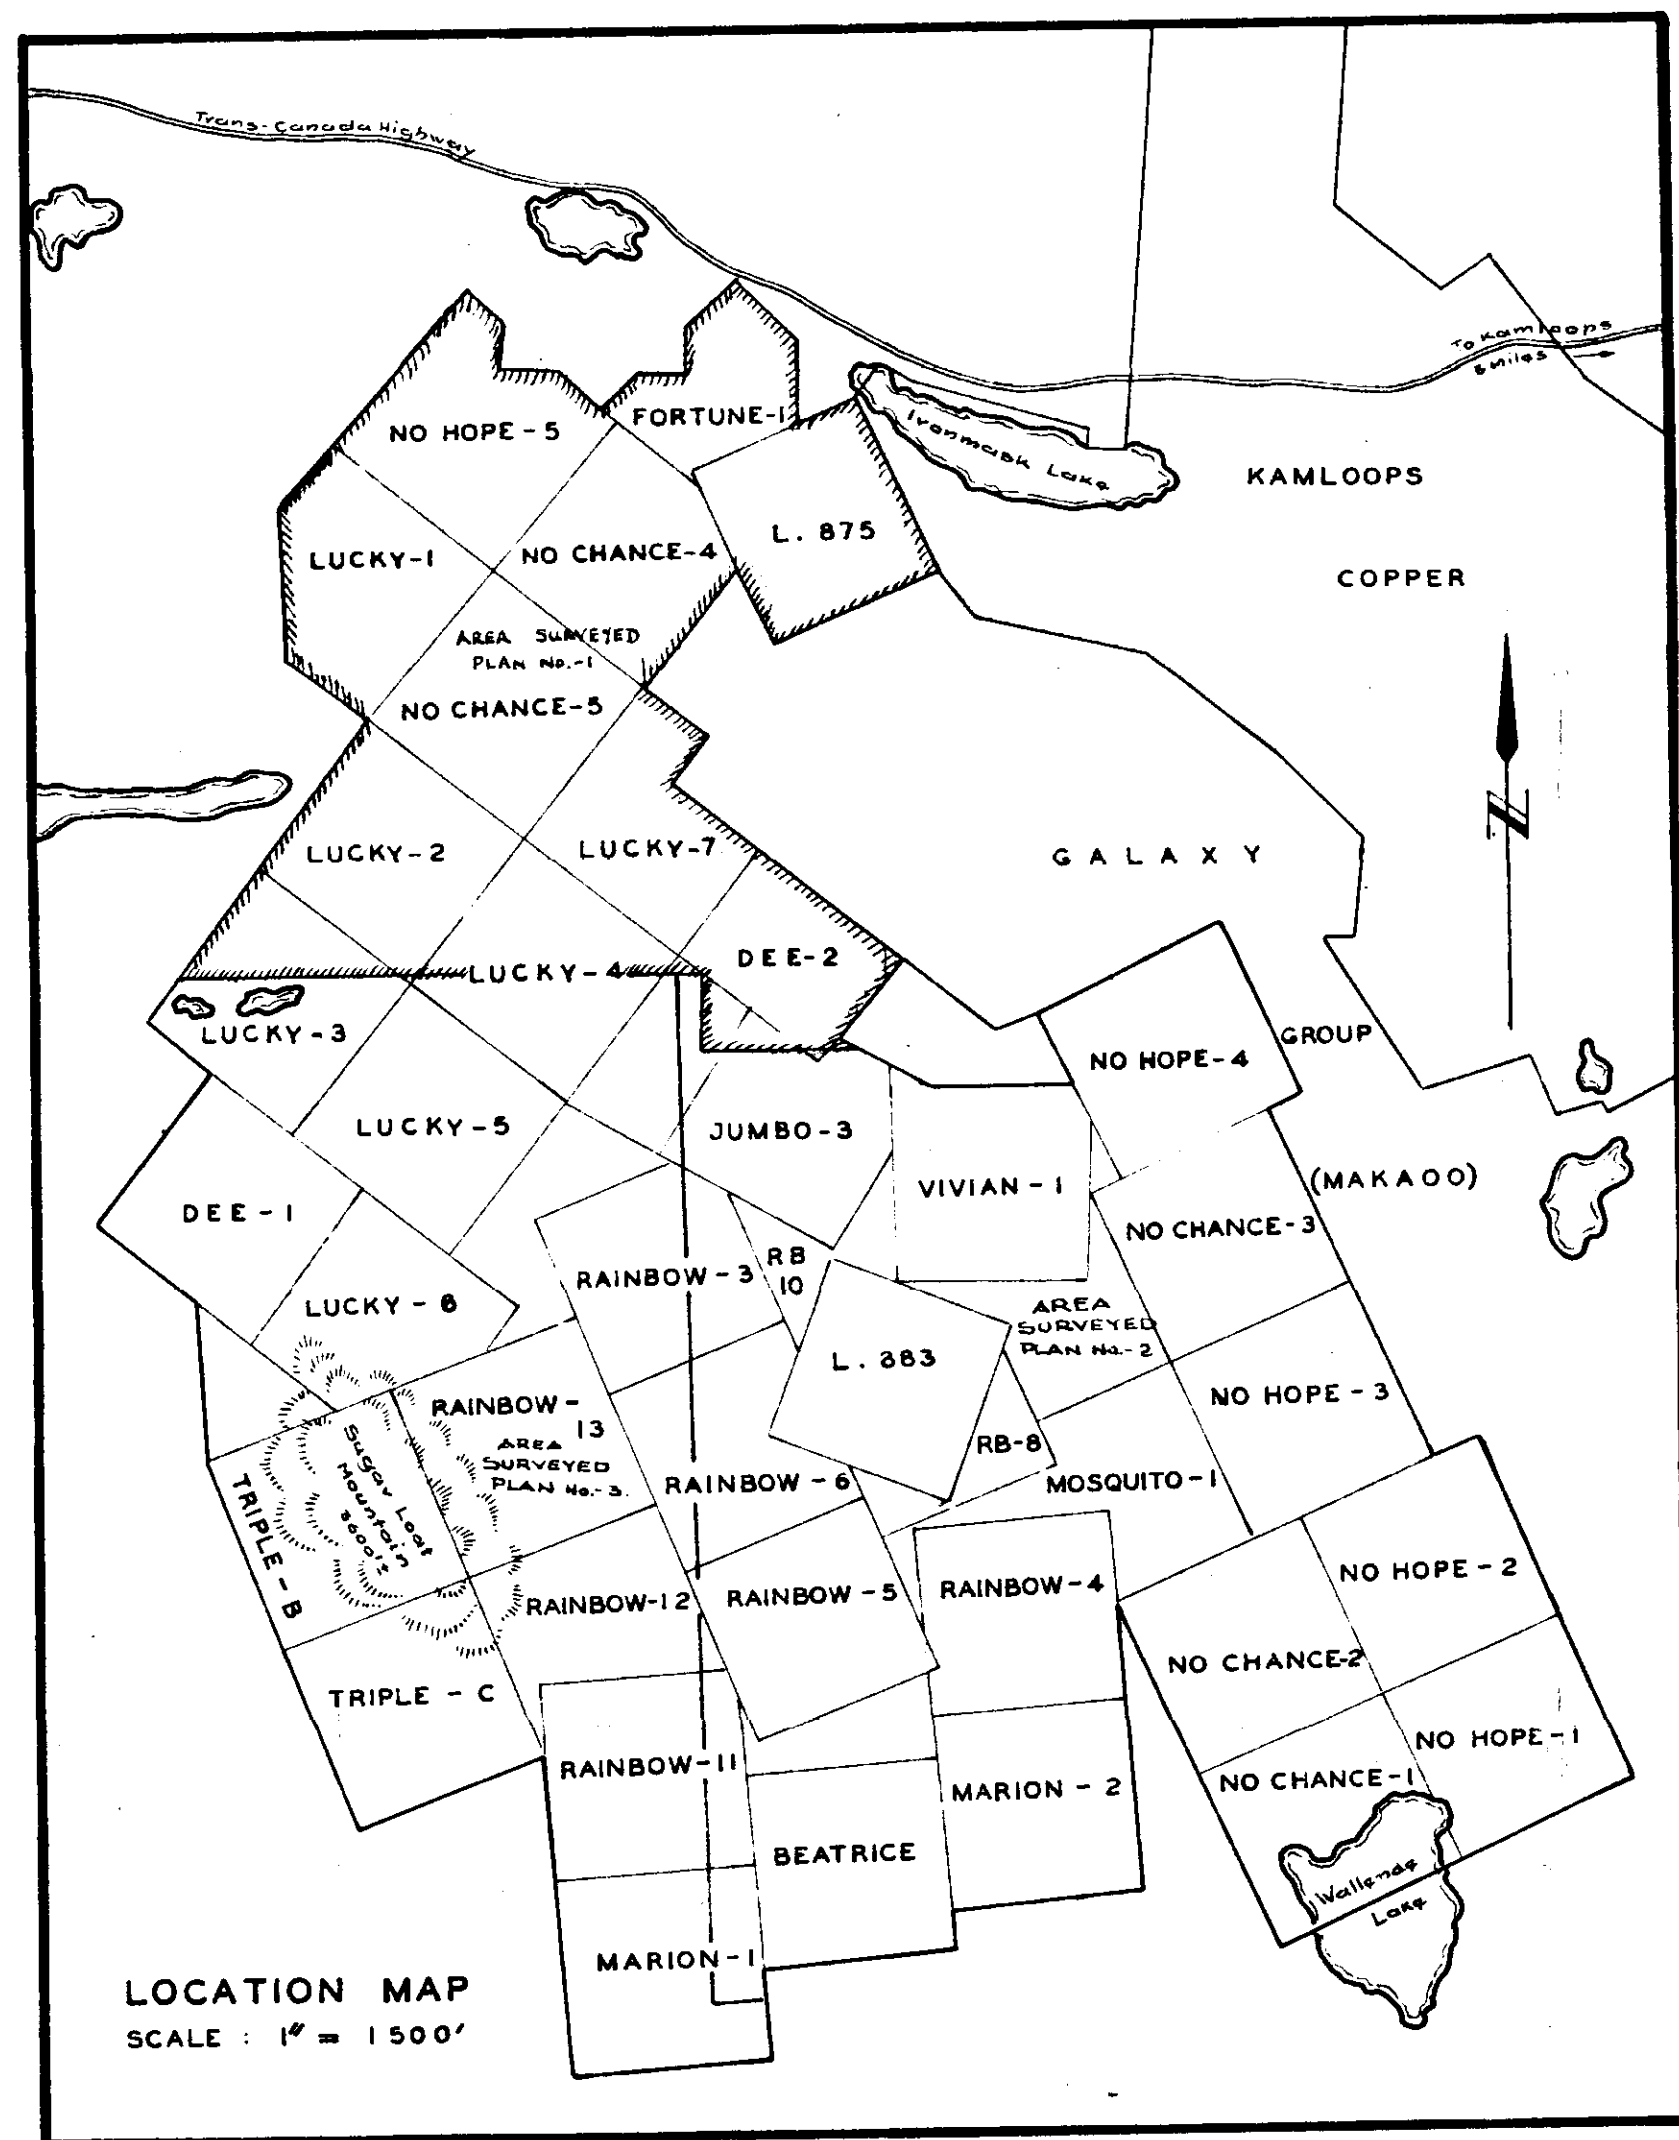 Trans-Canada Highway
To Kamloops
5 miles
NO HOPE - 5
FORTUNE-1
Ironmask Lake
KAMLOOPS
L. 875
LUCKY-1
NO CHANCE-4
COPPER
AREA SURVEYED
PLAN No.-1
NO CHANCE-5
N
LUCKY-2
LUCKY-7
GALAXY
DEE-2
LUCKY-4
LUCKY-3
GROUP
NO HOPE-4
LUCKY-5
JUMBO-3
VIVIAN-1
(MAKAOO)
DEE-1
NO CHANCE-3
RAINBOW-3
RB
10
LUCKY-6
AREA
SURVEYED
PLAN No.-2
L. 883
NO HOPE-3
RAINBOW-
13
AREA
SURVEYED
PLAN No.-3.
RB-8
RAINBOW-6
MOSQUITO-1
Sugar Loaf
Mountain
3600ft
TRIPLE-B
RAINBOW-12
RAINBOW-5
RAINBOW-4
NO HOPE-2
NO CHANCE-2
TRIPLE-C
NO HOPE-1
RAINBOW-11
NO CHANCE-1
MARION-2
BEATRICE
Wallende
Lake
MARION-1
LOCATION MAP
SCALE : 1" = 1500'